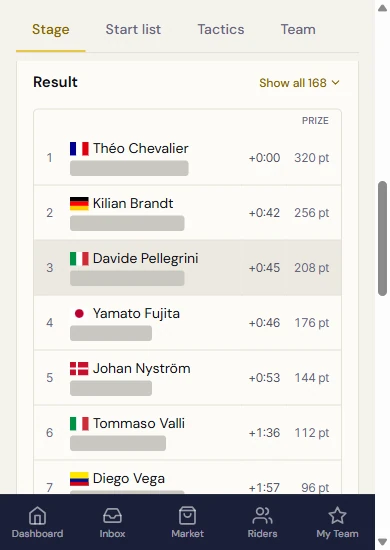 Stage Start list Tactics Team
Result Show all 168
PRIZE
1 Théo Chevalier +0:00 320 pt
2 Kilian Brandt +0:42 256 pt
3 Davide Pellegrini +0:45 208 pt
4 Yamato Fujita +0:46 176 pt
5 Johan Nyström +0:53 144 pt
6 Tommaso Valli +1:36 112 pt
7 Diego Vega +1:57 96 pt
Dashboard Inbox Market Riders My Team